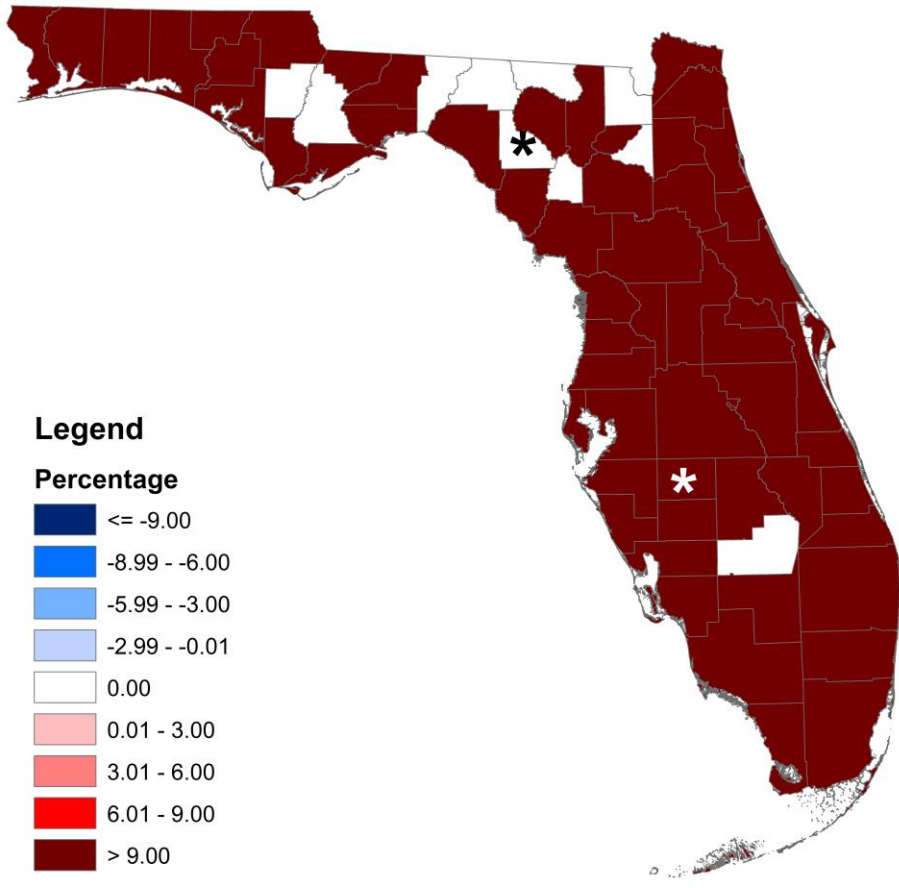 *
*
Legend
Percentage
<= -9.00
-8.99 - -6.00
-5.99 - -3.00
-2.99 - -0.01
0.00
0.01 - 3.00
3.01 - 6.00
6.01 - 9.00
> 9.00